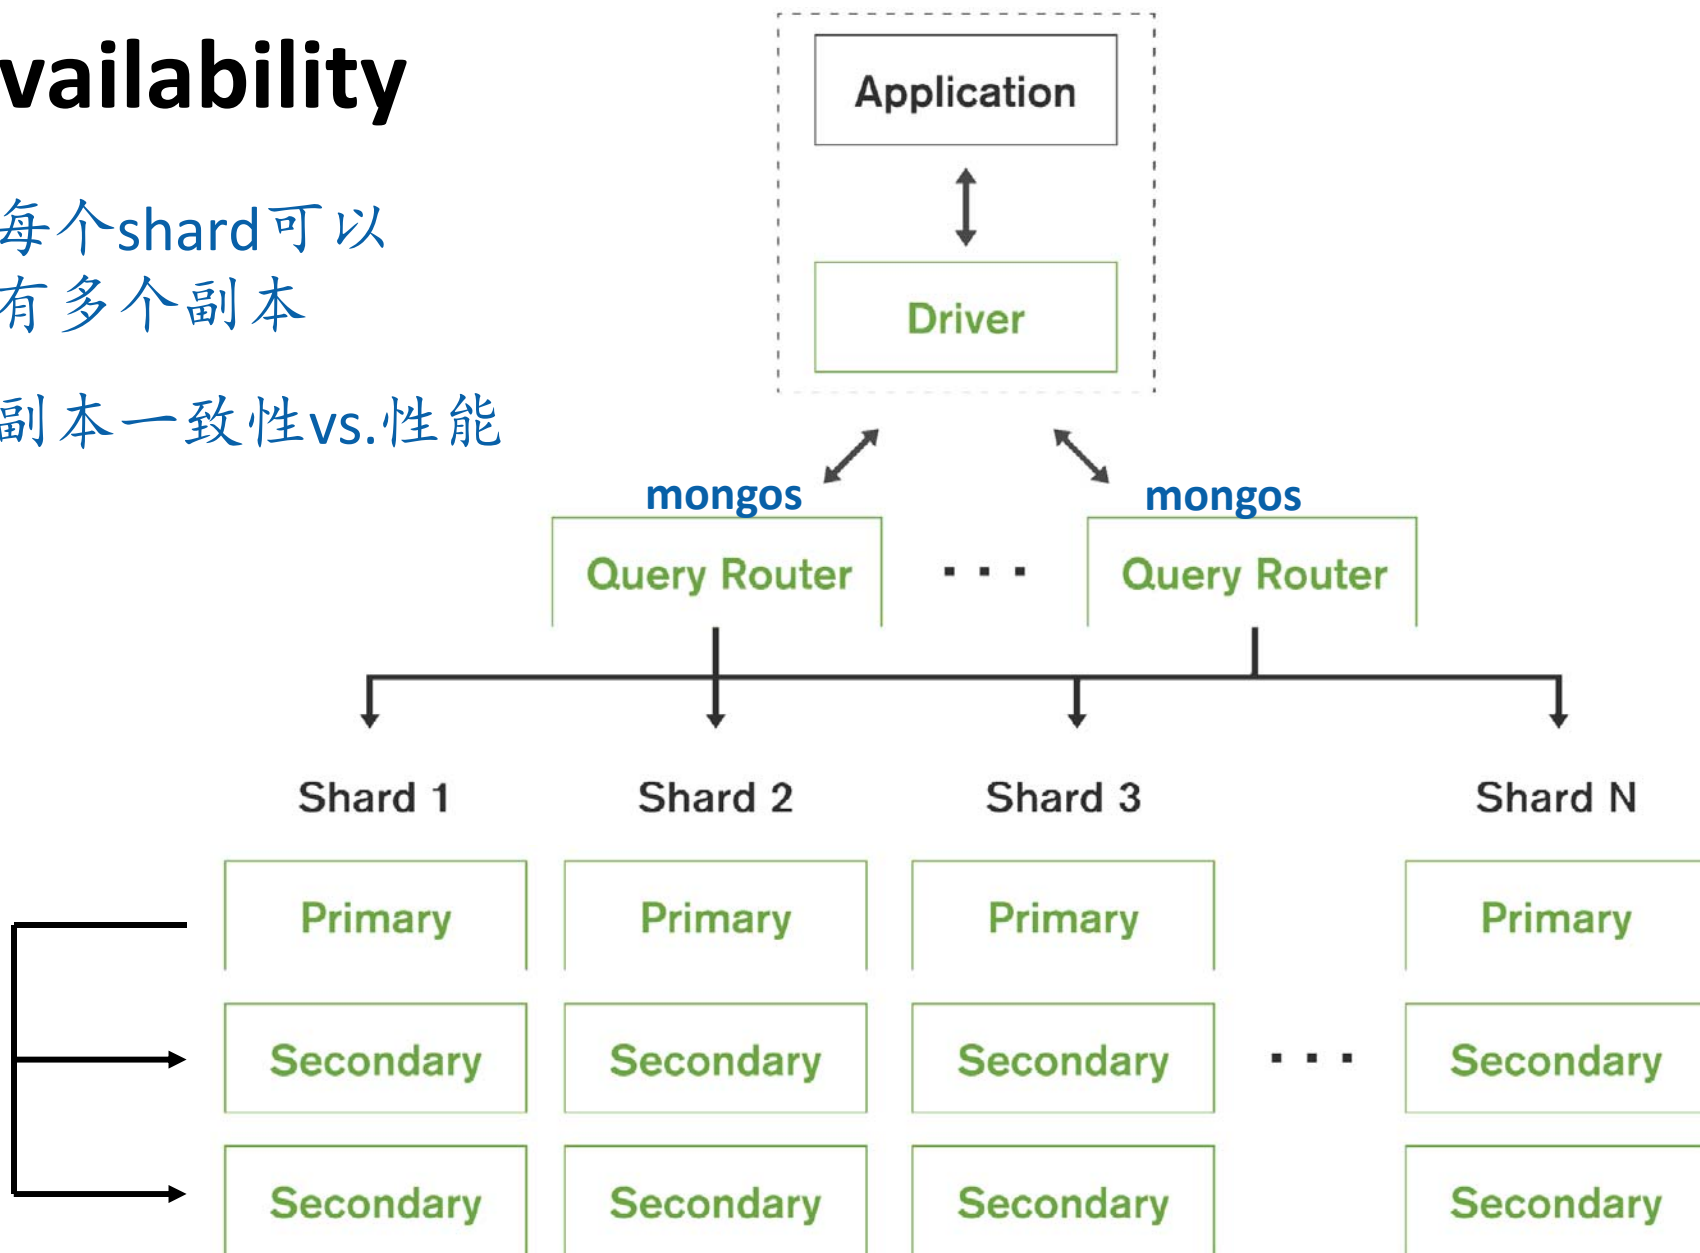 vailability
每个shard可以
有多个副本
副本一致性vs.性能
Application
Driver
mongos
mongos
Query Router
. . .
Query Router
Shard 1
Shard 2
Shard 3
Shard N
Primary
Primary
Primary
Primary
Secondary
Secondary
Secondary
. . .
Secondary
Secondary
Secondary
Secondary
Secondary